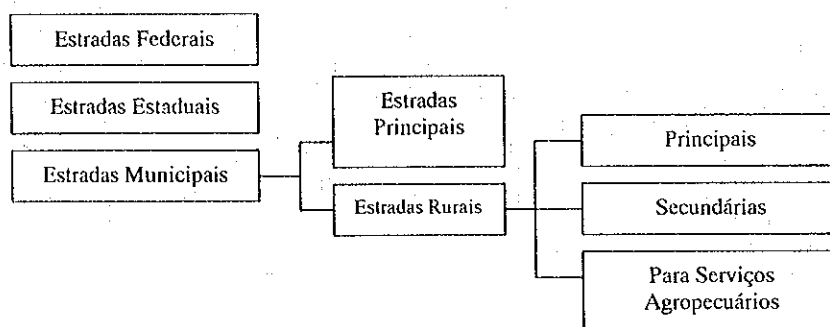 Estradas Federais
Estradas Estaduais
Estradas Municipais
Estradas
Principais
Estradas Rurais
Principais
Secundárias
Para Serviços
Agropecuários